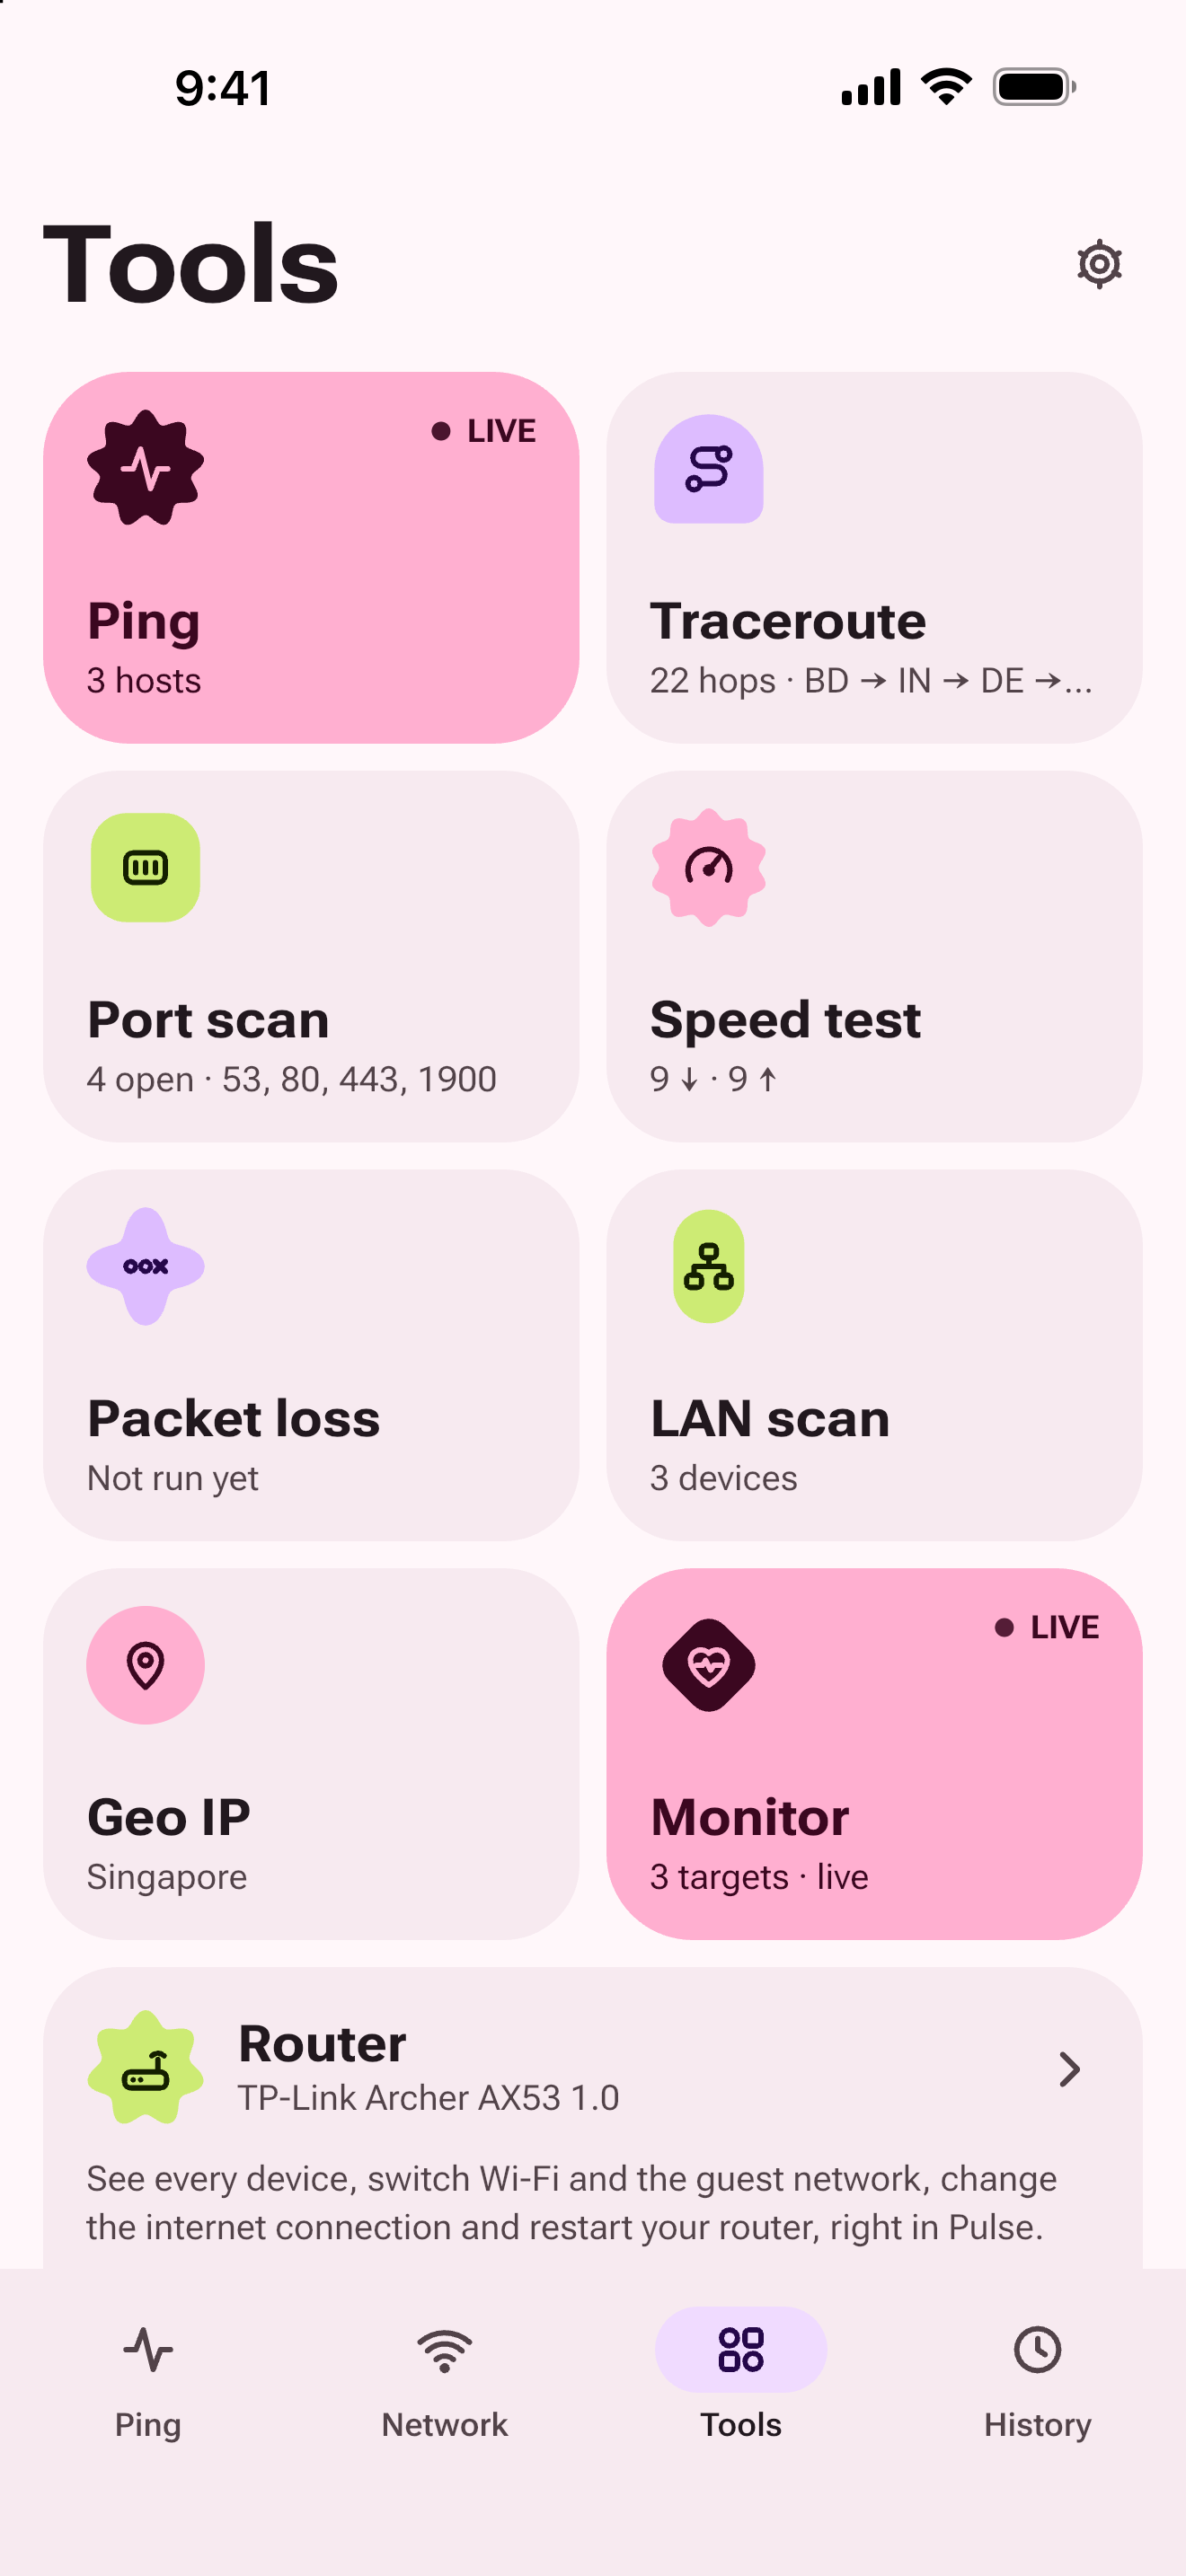 9:41
Tools
LIVE
Ping
3 hosts
Traceroute
22 hops · BD → IN → DE →...
Port scan
4 open · 53, 80, 443, 1900
Speed test
9 ↓ · 9 ↑
Packet loss
Not run yet
LAN scan
3 devices
Geo IP
Singapore
LIVE
Monitor
3 targets · live
Router
TP-Link Archer AX53 1.0
See every device, switch Wi-Fi and the guest network, change
the internet connection and restart your router, right in Pulse.
Ping
Network
Tools
History